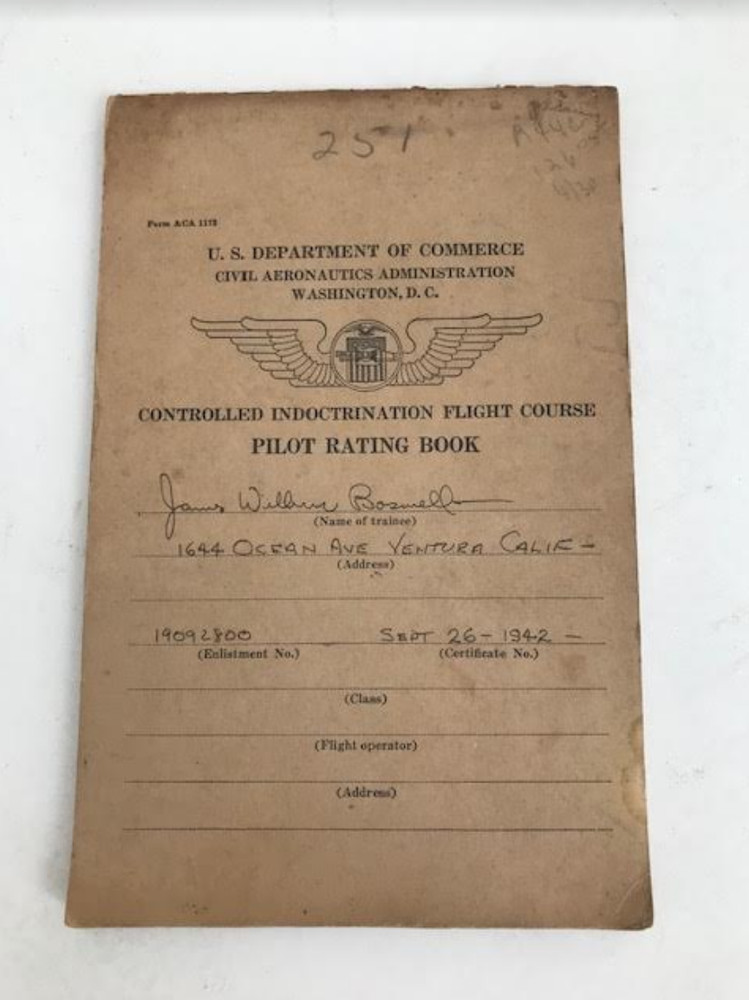 251
Form ACA 1173
U. S. DEPARTMENT OF COMMERCE
CIVIL AERONAUTICS ADMINISTRATION
WASHINGTON, D. C.
CONTROLLED INDOCTRINATION FLIGHT COURSE
PILOT RATING BOOK
James Wilbur Boswell
(Name of trainee)
1644 OCEAN AVE VENTURA CALIF -
(Address)
19092800 SEPT 26 - 1942 -
(Enlistment No.) (Certificate No.)
(Class)
(Flight operator)
(Address)